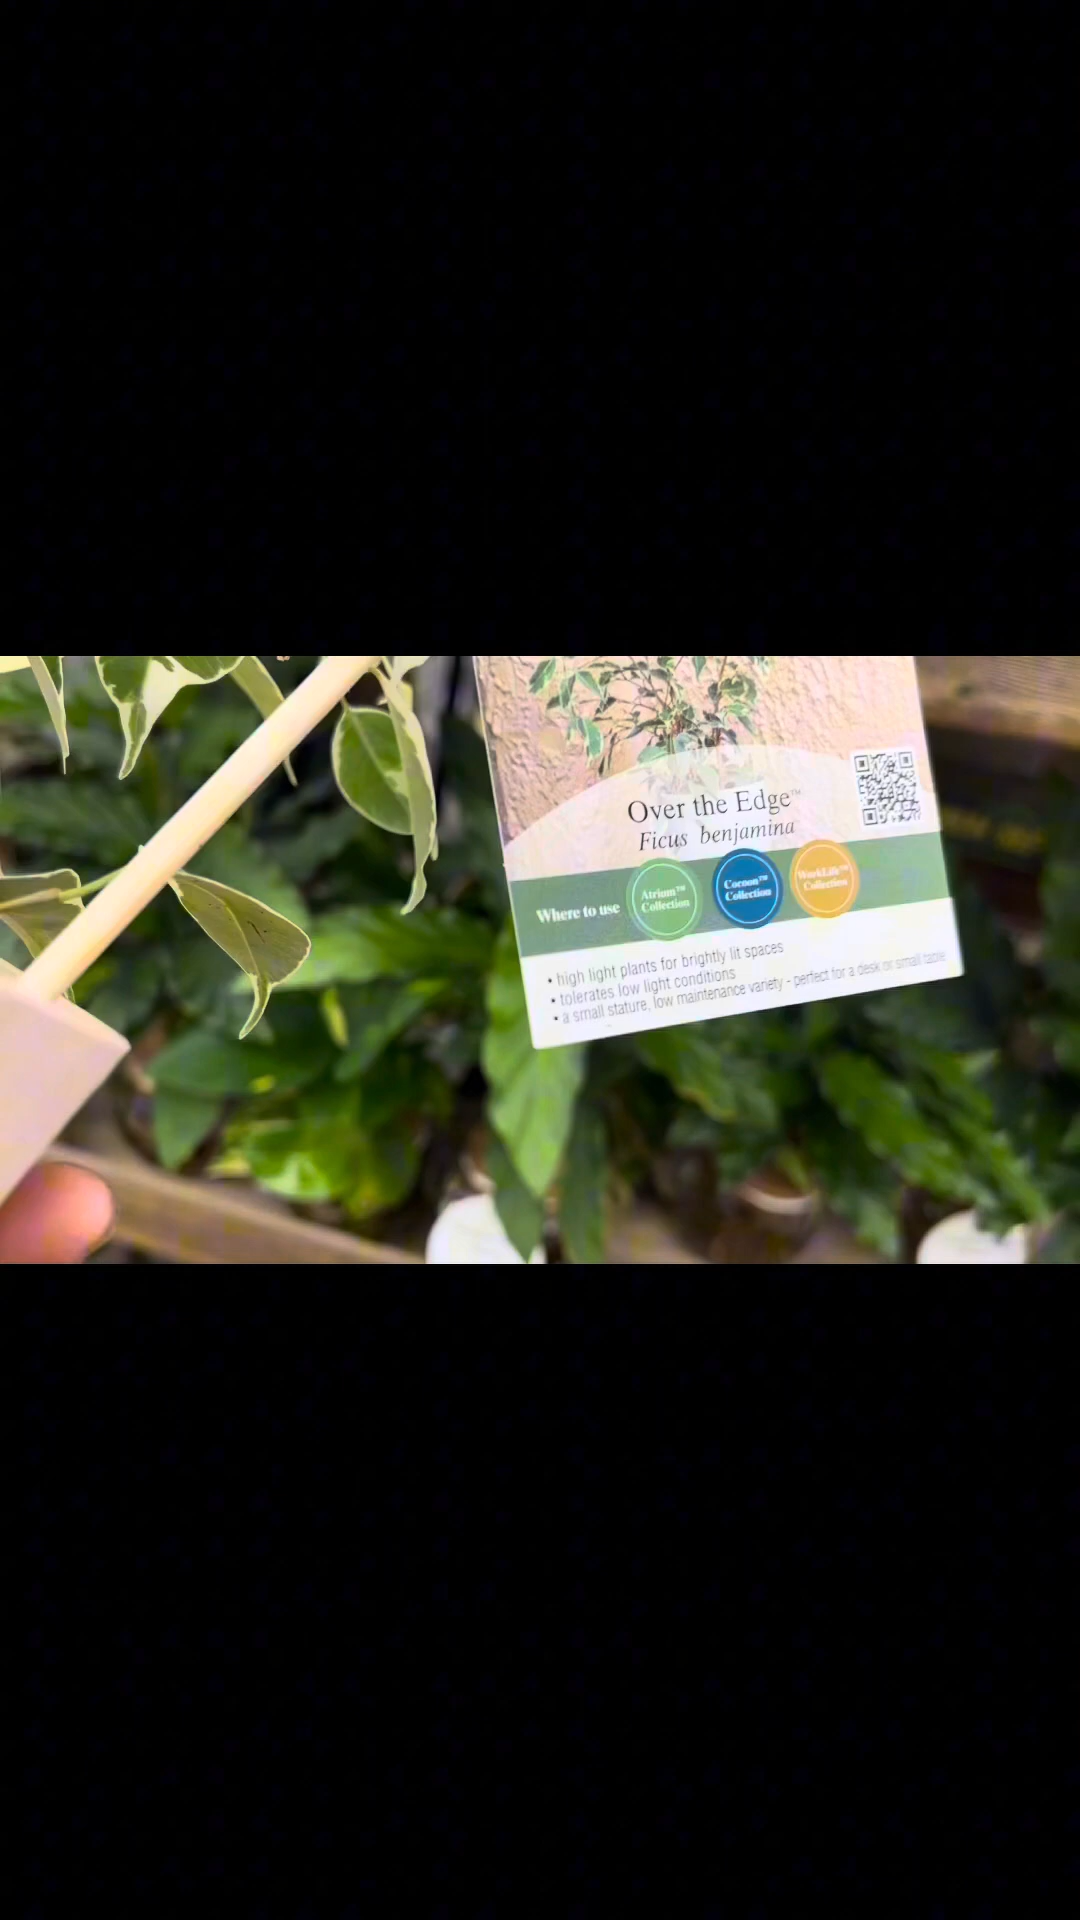 Over the Edge™
Ficus benjamina
Where to use
Atrium™
Collection
Cocoon™
Collection
WorkLife™
Collection
• high light plants for brightly lit spaces
• tolerates low light conditions
• a small stature, low maintenance variety - perfect for a desk or small table